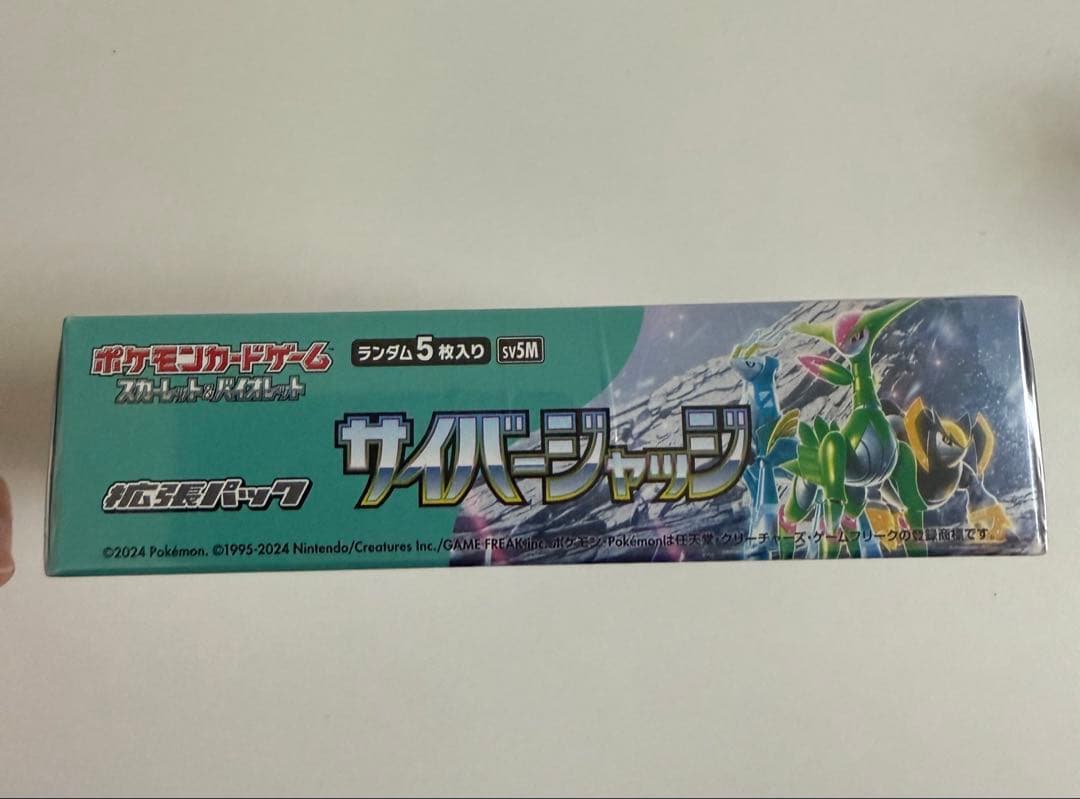 ポケモンカードゲーム
スカーレット&バイオレット
ランダム5枚入り SV5M
サイバージャッジ
拡張パック
©2024 Pokémon. ©1995-2024 Nintendo/Creatures Inc./GAME FREAK inc. ポケモン・Pokémonは任天堂・クリーチャーズ・ゲームフリークの登録商標です。